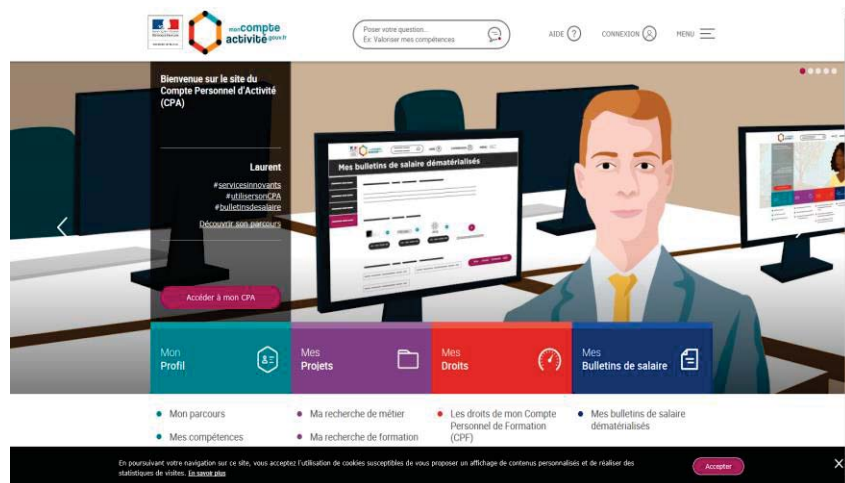 moncompte
activité gouv.fr
Poser votre question...
Ex: Valoriser mes compétences
AIDE ?
CONNEXION
MENU
Bienvenue sur le site du
Compte Personnel d'Activité
(CPA)
Laurent
#servicesinnovants
#utilisersonCPA
#bulletinsdesalaire
Découvrir son parcours
Accéder à mon CPA
Mes bulletins de salaire dématérialisés
Mon
Profil
Mes
Projets
Mes
Droits
Mes
Bulletins de salaire
Mon parcours
Mes compétences
Ma recherche de métier
Ma recherche de formation
Les droits de mon Compte
Personnel de Formation
(CPF)
Mes bulletins de salaire
dématérialisés
En poursuivant votre navigation sur ce site, vous acceptez l'utilisation de cookies susceptibles de vous proposer un affichage de contenus personnalisés et de réaliser des
statistiques de visites. En savoir plus
Accepter
X